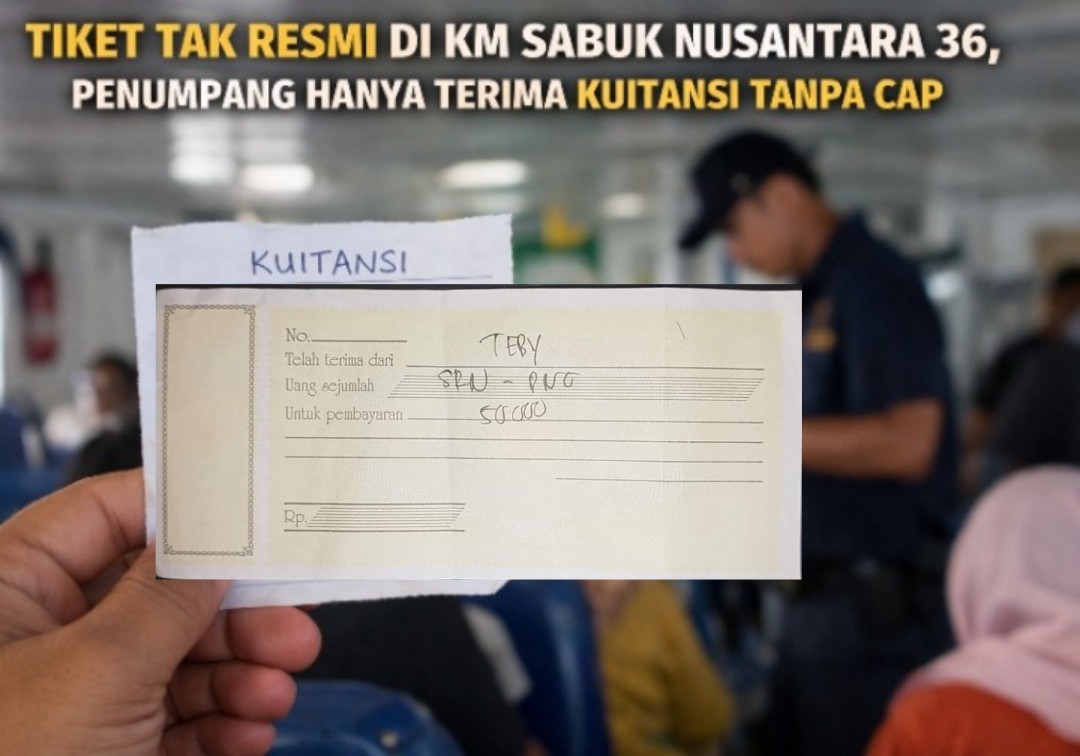 TIKET TAK RESMI DI KM SABUK NUSANTARA 36,
PENUMPANG HANYA TERIMA KUITANSI TANPA CAP
KUITANSI
No.
TEBY
Telah terima dari
SRN - PNG
Uang sejumlah
Untuk pembayaran 50.000
Rp.